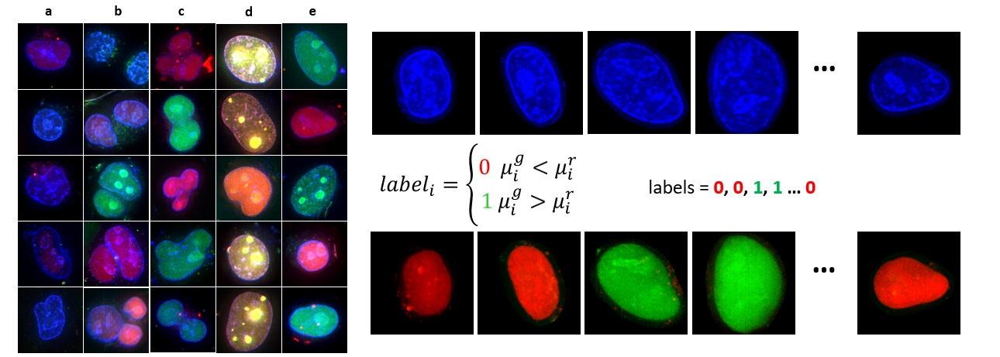 a b c d e
...
label_i = { 0 μ_i^g < μ_i^r
1 μ_i^g > μ_i^r
labels = 0, 0, 1, 1 ... 0
...